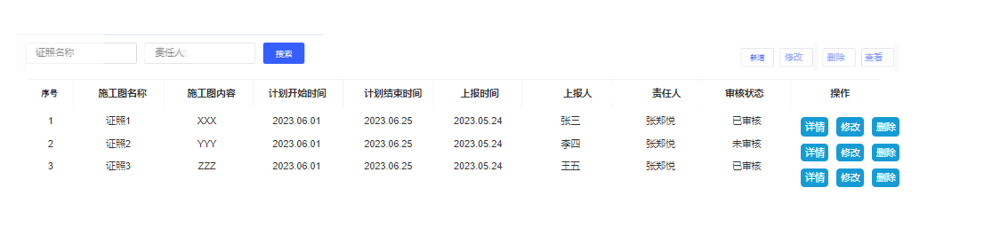 证照名称 责任人 搜索 新增 修改 删除 查看
序号 施工图名称 施工图内容 计划开始时间 计划结束时间 上报时间 上报人 责任人 审核状态 操作
1 证照1 XXX 2023.06.01 2023.06.25 2023.05.24 张三 张郑悦 已审核 详情 修改 删除
2 证照2 YYY 2023.06.01 2023.06.25 2023.05.24 李四 张郑悦 未审核 详情 修改 删除
3 证照3 ZZZ 2023.06.01 2023.06.25 2023.05.24 王五 张郑悦 已审核 详情 修改 删除